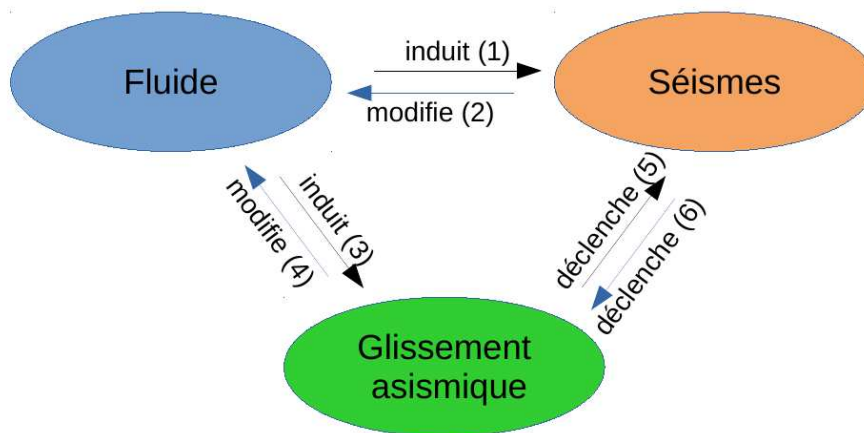 Fluide
induit (1)
modifie (2)
Séismes
modifie (4)
induit (3)
déclenche (5)
déclenche (6)
Glissement
asismique